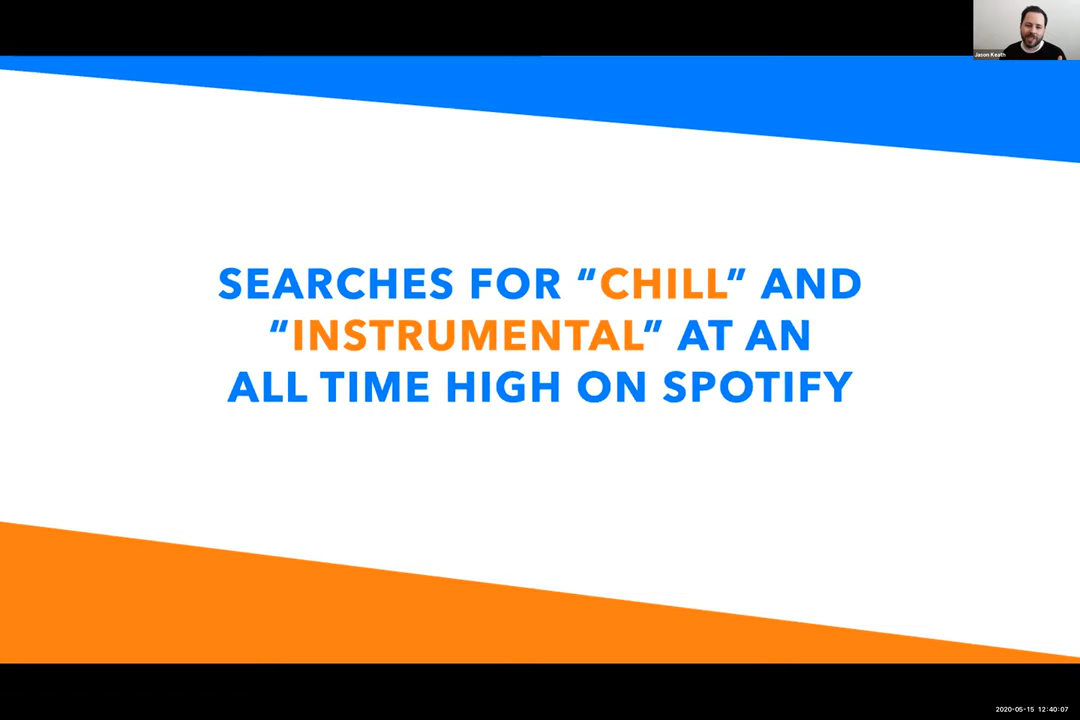 Jason Keath
SEARCHES FOR “CHILL” AND
“INSTRUMENTAL” AT AN
ALL TIME HIGH ON SPOTIFY
2020-05-15 12:40:07